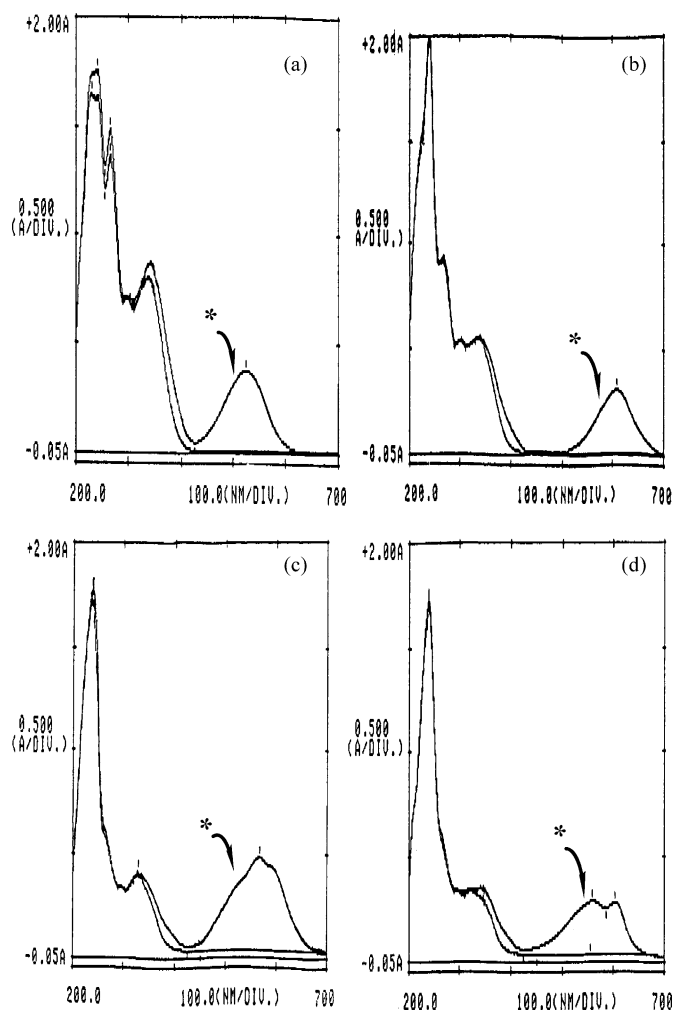 +2.00A
(a)
*
0.500
(A/DIV.)
-0.05A
200.0 100.0(NM/DIV.) 700
+2.00A
(b)
*
0.500
A/DIV.)
-0.05A
200.0 100.0(NM/DIV.) 700
+2.00A
(c)
*
0.500
(A/DIV.)
-0.05A
200.0 100.0(NM/DIV.) 700
+2.00A
(d)
*
0.500
(A/DIV.)
-0.05A
200.0 100.0(NM/DIV.) 700